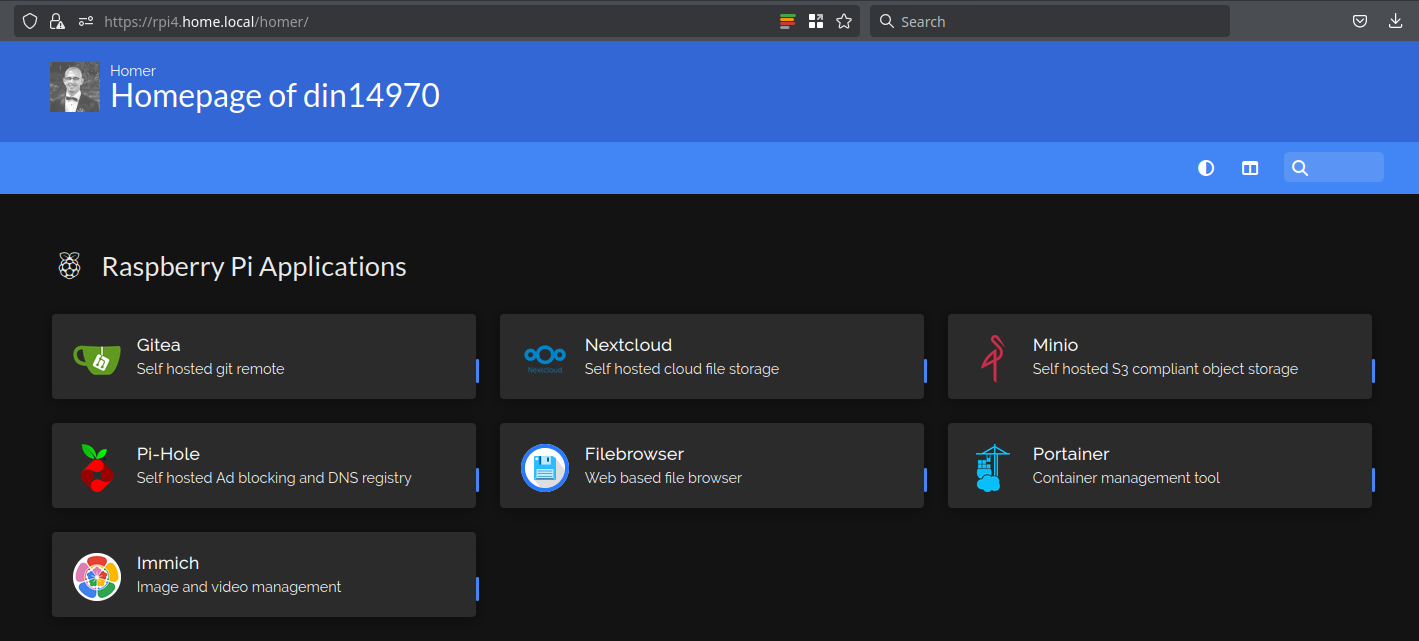 https://rpi4.home.local/homer/
Search
Homer
Homepage of din14970
Raspberry Pi Applications
Gitea
Self hosted git remote
Nextcloud
Nextcloud
Self hosted cloud file storage
Minio
Self hosted S3 compliant object storage
Pi-Hole
Self hosted Ad blocking and DNS registry
Filebrowser
Web based file browser
Portainer
Container management tool
Immich
Image and video management